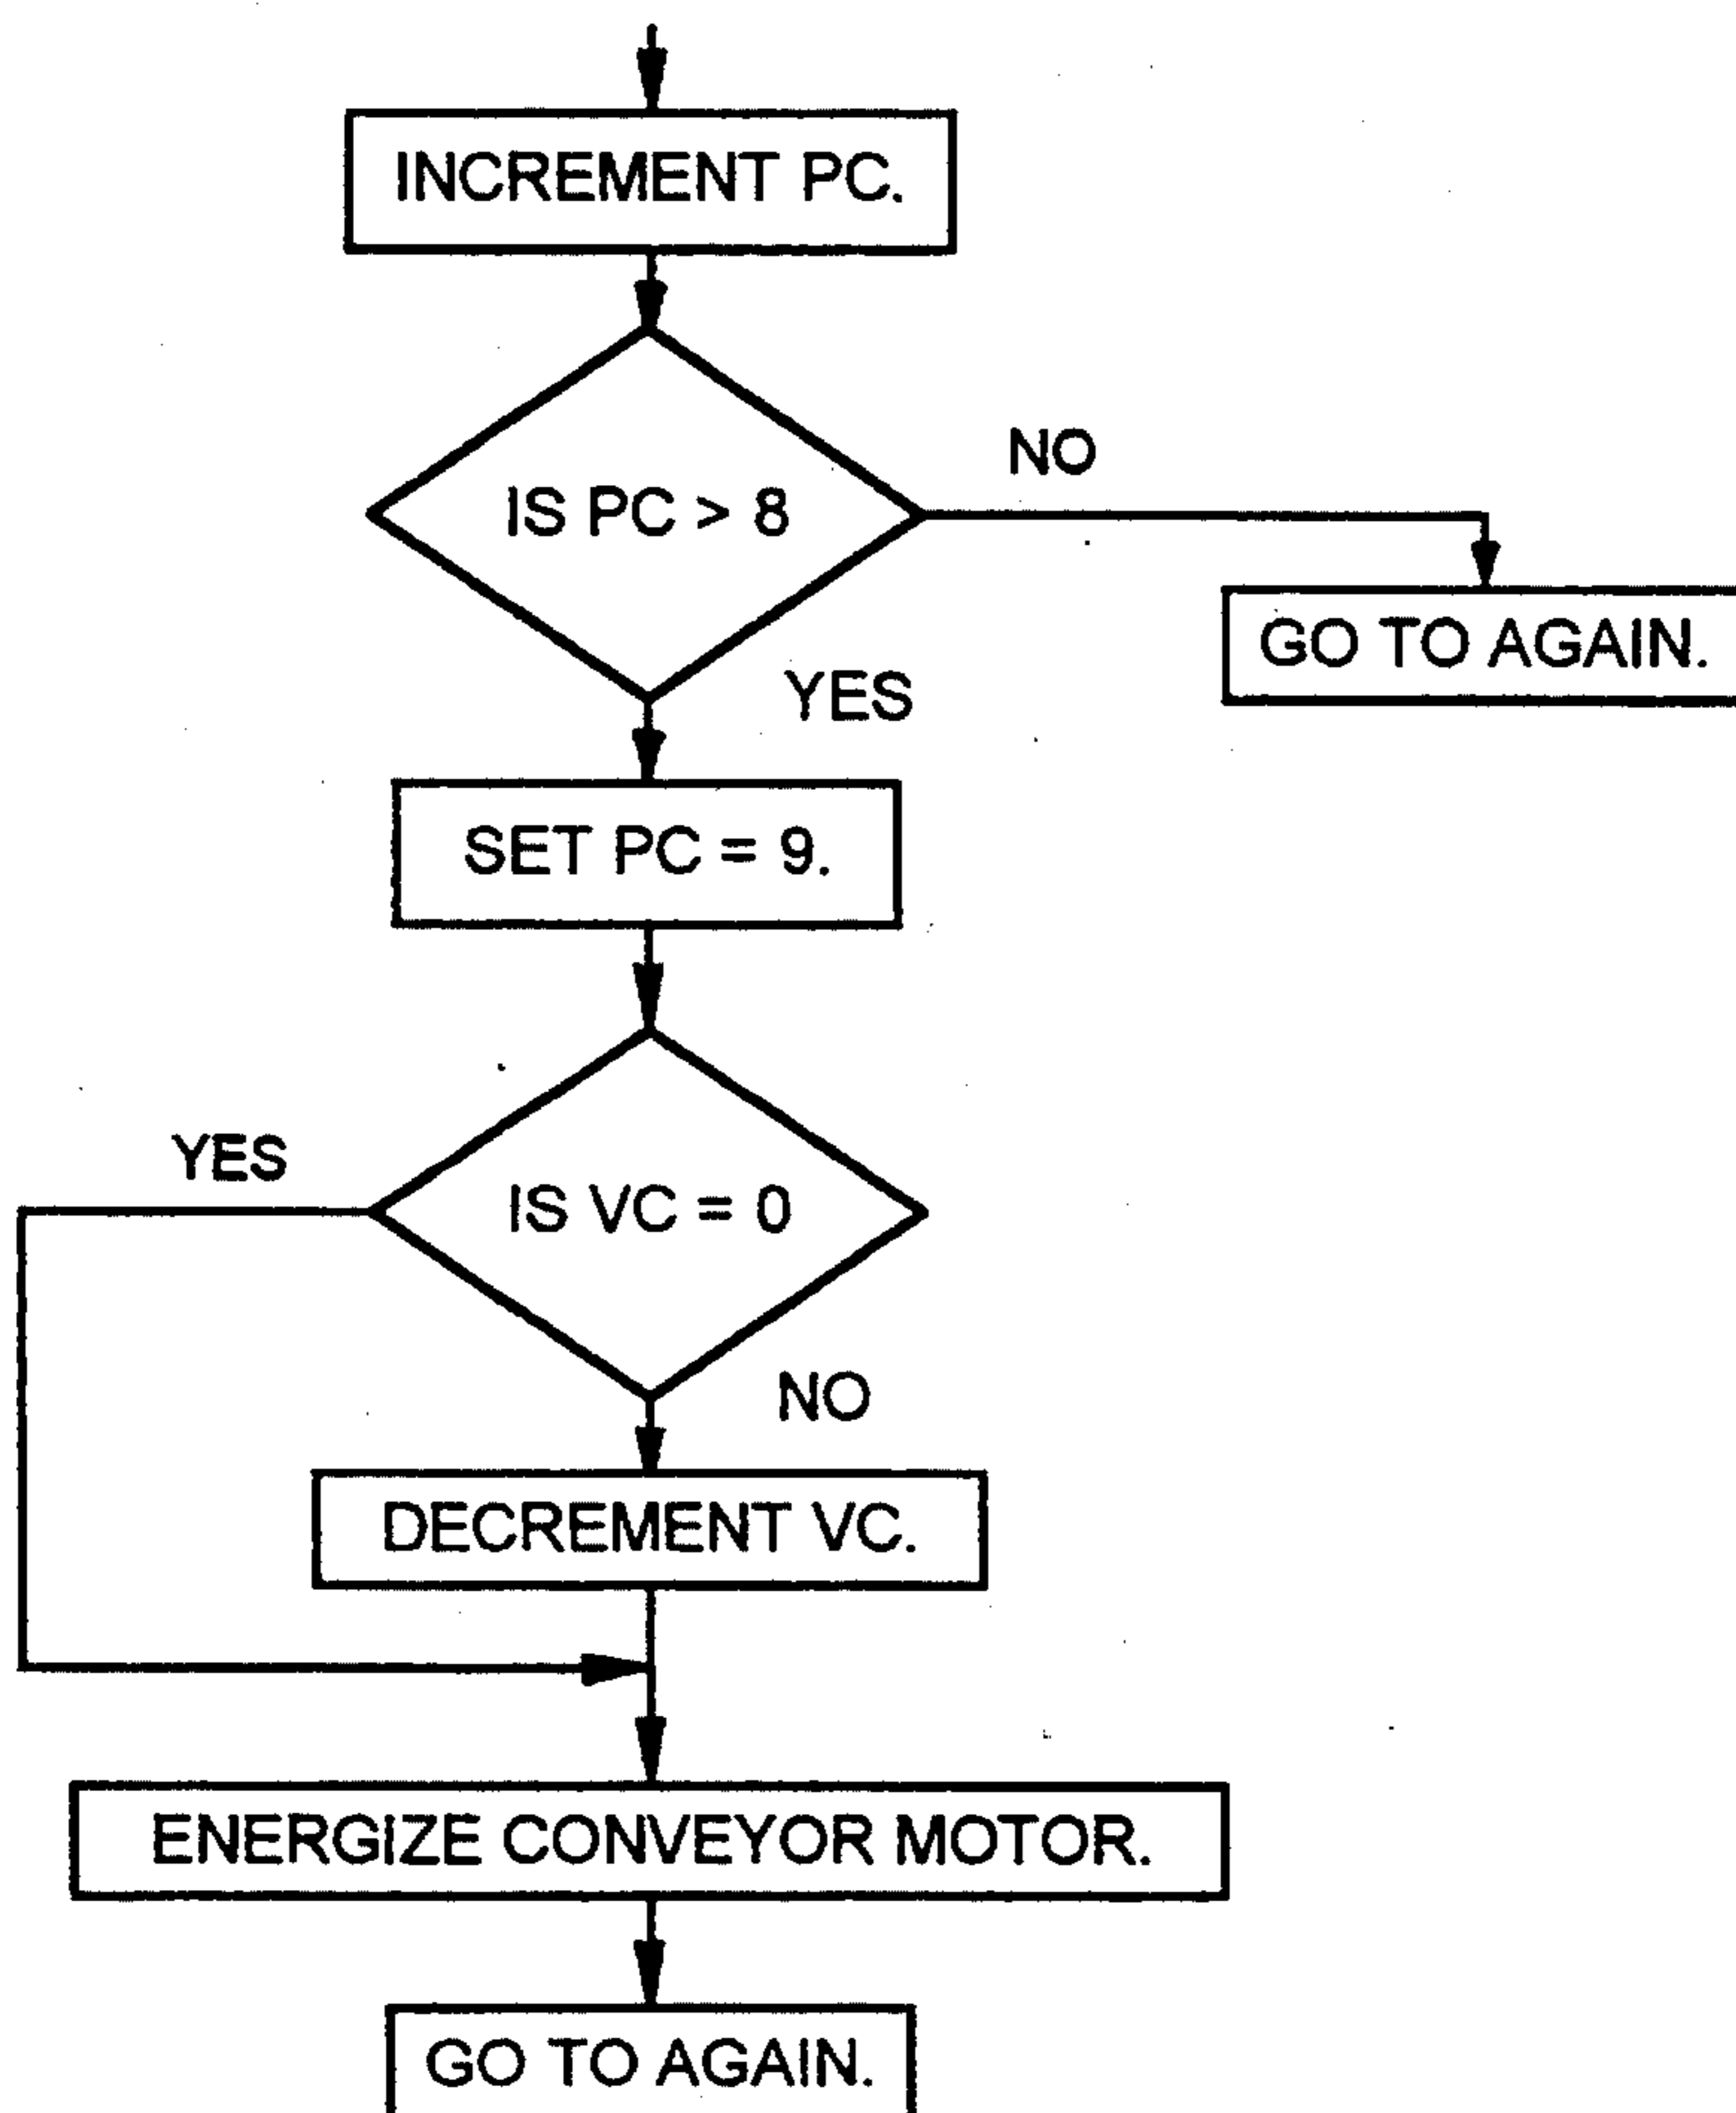 INCREMENT PC.
IS PC > 8
NO
GO TO AGAIN.
YES
SET PC = 9.
YES
IS VC = 0
NO
DECREMENT VC.
ENERGIZE CONVEYOR MOTOR.
GO TO AGAIN.